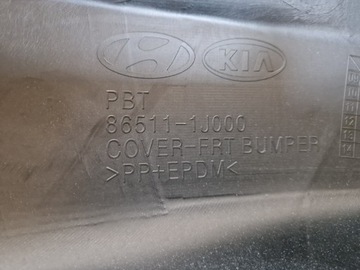 KIA
PBT
86511-1J000
COVER-FRT BUMPER
>PP+EPDM<